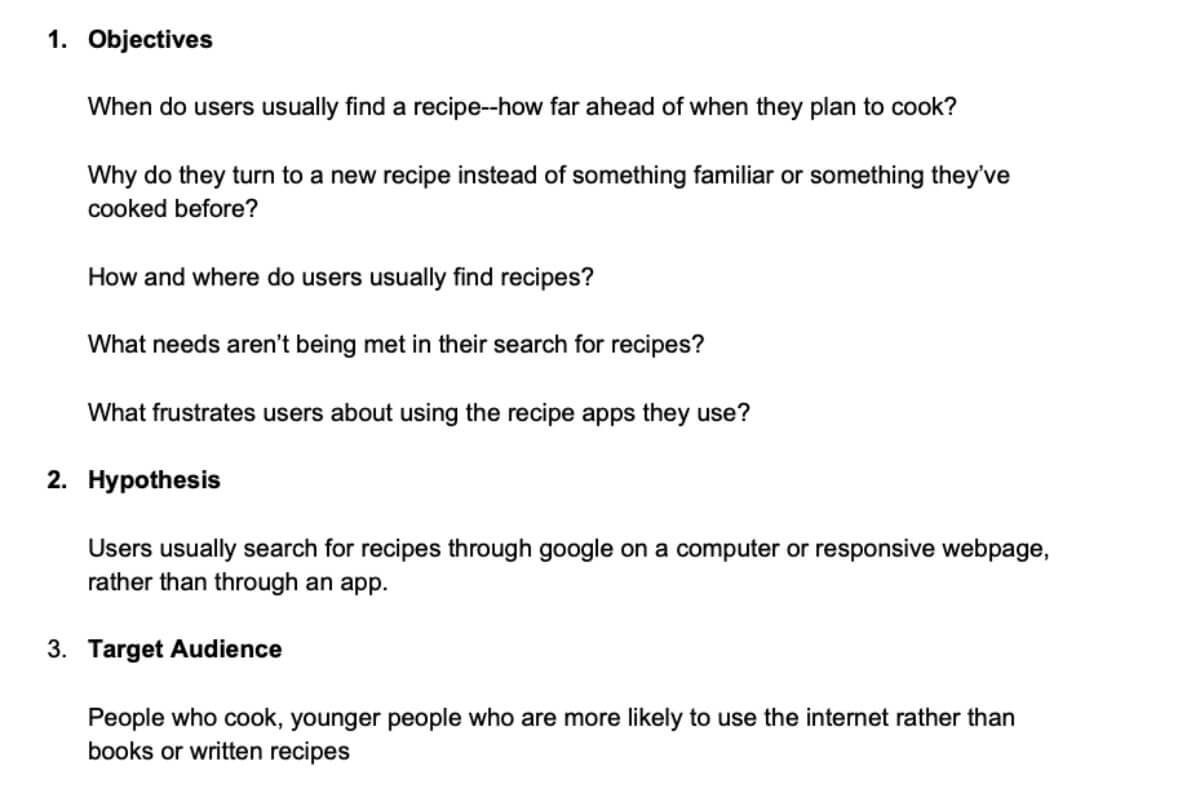 1. Objectives
When do users usually find a recipe--how far ahead of when they plan to cook?
Why do they turn to a new recipe instead of something familiar or something they've
cooked before?
How and where do users usually find recipes?
What needs aren't being met in their search for recipes?
What frustrates users about using the recipe apps they use?
2. Hypothesis
Users usually search for recipes through google on a computer or responsive webpage,
rather than through an app.
3. Target Audience
People who cook, younger people who are more likely to use the internet rather than
books or written recipes